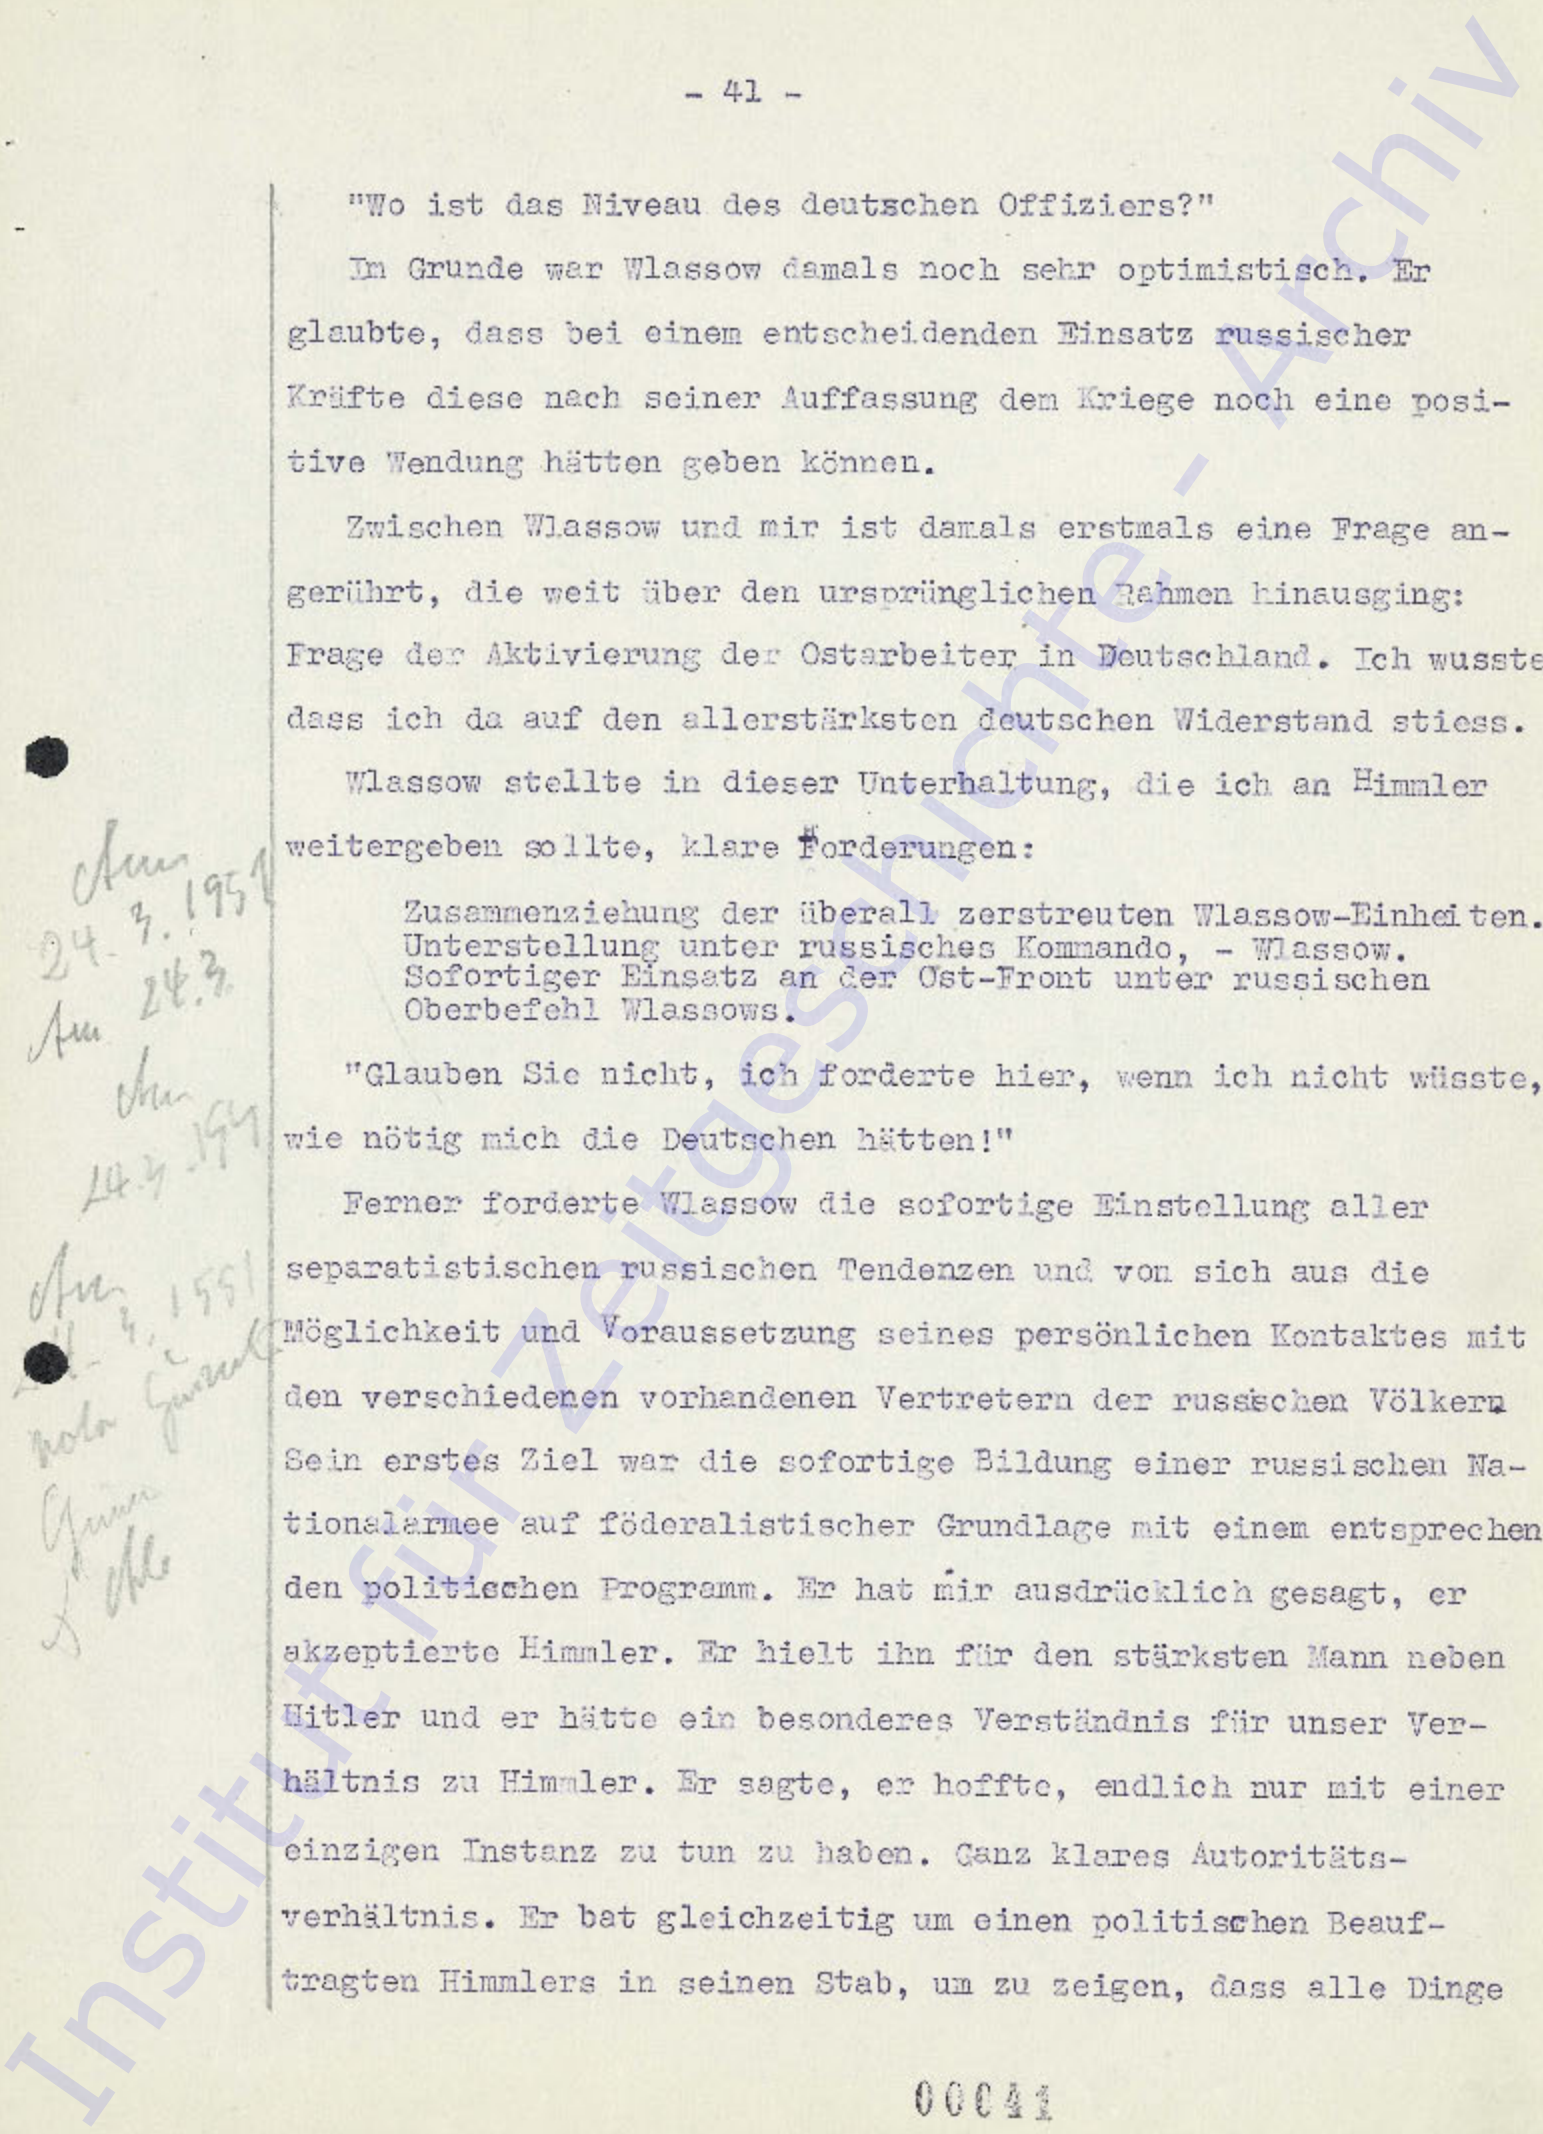 - 41 -
"Wo ist das Niveau des deutschen Offiziers?"
Im Grunde war Wlassow damals noch sehr optimistisch. Er
glaubte, dass bei einem entscheidenden Einsatz russischer
Kräfte diese nach seiner Auffassung dem Kriege noch eine posi-
tive Wendung hätten geben können.
Zwischen Wlassow und mir ist damals erstmals eine Frage an-
gerührt, die weit über den ursprünglichen Rahmen hinausging:
Frage der Aktivierung der Ostarbeiter in Deutschland. Ich wusste
dass ich da auf den allerstärksten deutschen Widerstand stiess.
Wlassow stellte in dieser Unterhaltung, die ich an Himmler
weitergeben sollte, klare Forderungen:
Zusammenziehung der überall zerstreuten Wlassow-Einheiten.
Unterstellung unter russisches Kommando, - Wlassow.
Sofortiger Einsatz an der Ost-Front unter russischen
Oberbefehl Wlassows.
"Glauben Sie nicht, ich forderte hier, wenn ich nicht wüsste,
wie nötig mich die Deutschen hätten!"
Ferner forderte Wlassow die sofortige Einstellung aller
separatistischen russischen Tendenzen und von sich aus die
Möglichkeit und Voraussetzung seines persönlichen Kontaktes mit
den verschiedenen vorhandenen Vertretern der russischen Völkern
Sein erstes Ziel war die sofortige Bildung einer russischen Na-
tionalarmee auf föderalistischer Grundlage mit einem entsprechen
den politischen Programm. Er hat mir ausdrücklich gesagt, er
akzeptierte Himmler. Er hielt ihn für den stärksten Mann neben
Hitler und er hätte ein besonderes Verständnis für unser Ver-
hältnis zu Himmler. Er sagte, er hoffte, endlich nur mit einer
einzigen Instanz zu tun zu haben. Ganz klares Autoritäts-
verhältnis. Er bat gleichzeitig um einen politischen Beauf-
tragten Himmlers in seinen Stab, um zu zeigen, dass alle Dinge
24. 3. 1951
24.3.
00041
Institut für Zeitgeschichte - Archiv